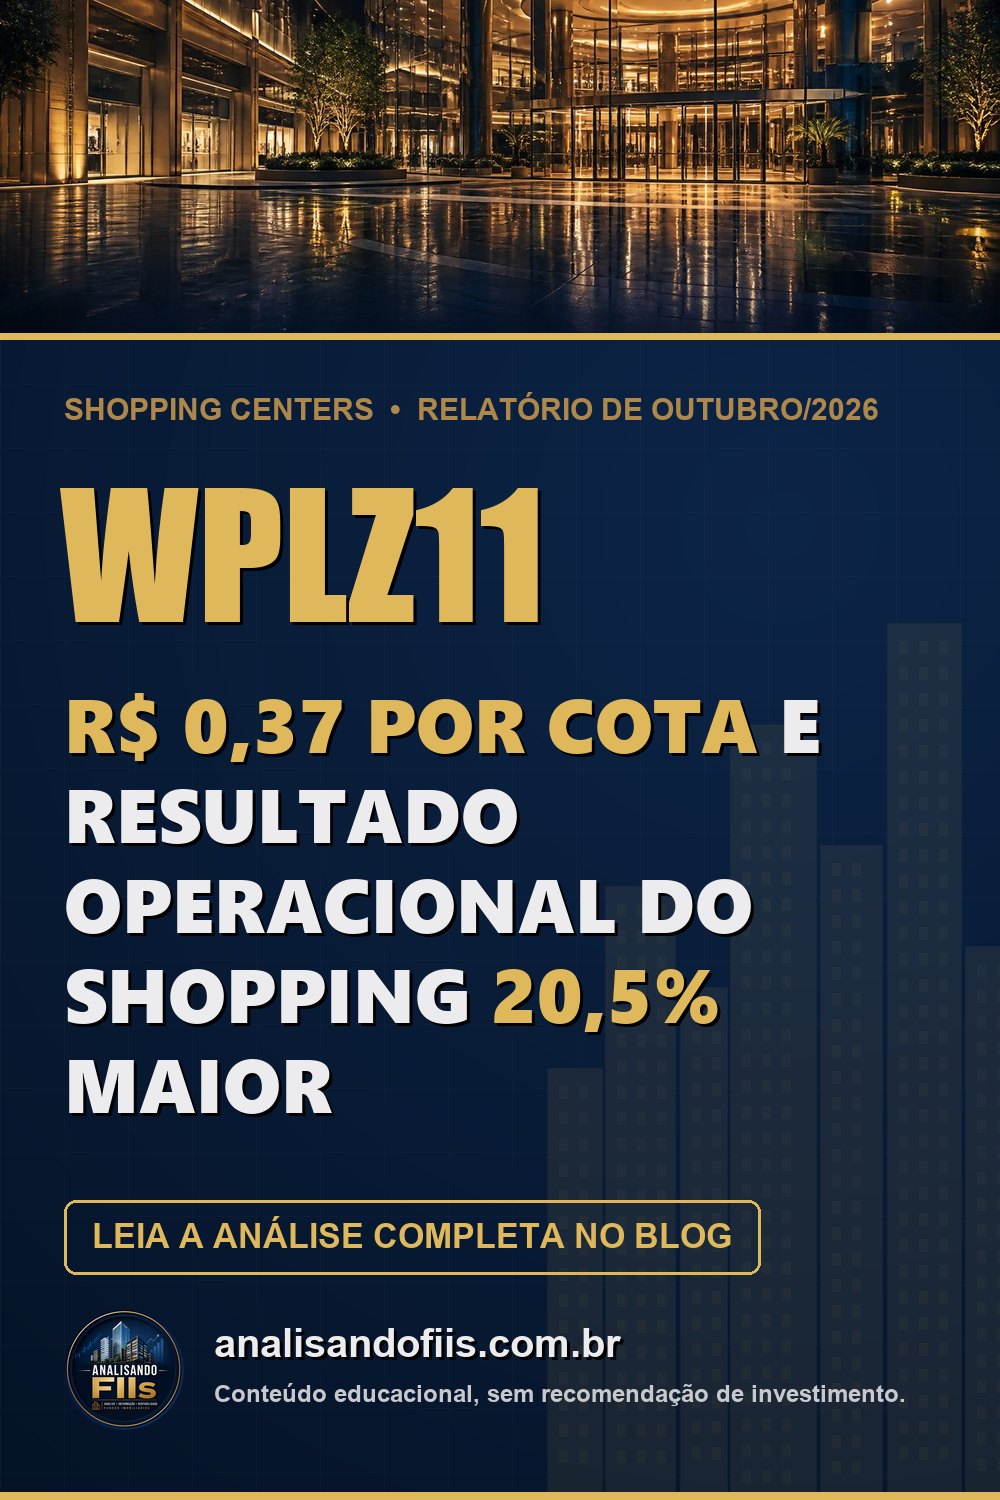 SHOPPING CENTERS • RELATÓRIO DE OUTUBRO/2026
WPLZ11
R$ 0,37 POR COTA E
RESULTADO
OPERACIONAL DO
SHOPPING 20,5%
MAIOR
LEIA A ANÁLISE COMPLETA NO BLOG
ANALISANDO
FIIs
analisandofiis.com.br
Conteúdo educacional, sem recomendação de investimento.